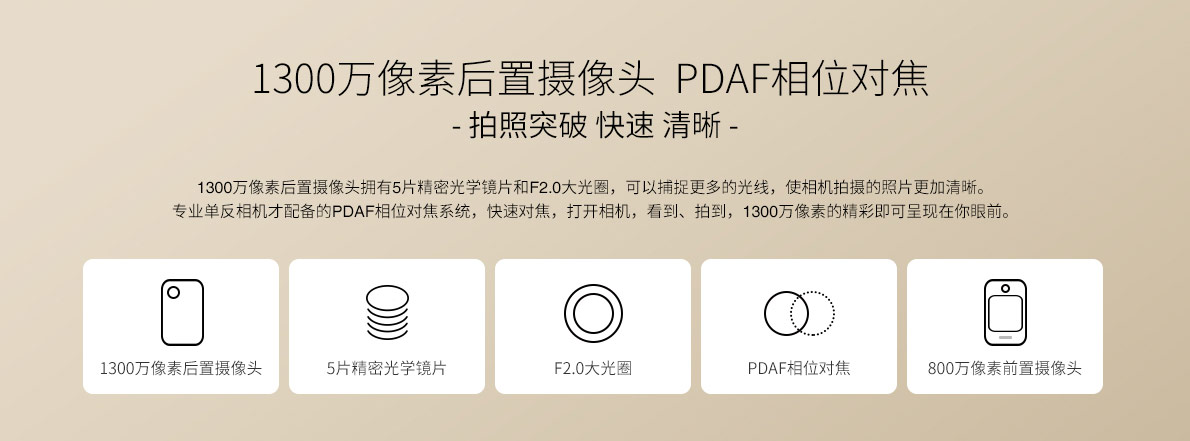 1300万像素后置摄像头 PDAF相位对焦
- 拍照突破 快速 清晰 -
1300万像素后置摄像头拥有5片精密光学镜片和F2.0大光圈，可以捕捉更多的光线，使相机拍摄的照片更加清晰。
专业单反相机才配备的PDAF相位对焦系统，快速对焦，打开相机，看到、拍到，1300万像素的精彩即可呈现在你眼前。
1300万像素后置摄像头
5片精密光学镜片
F2.0大光圈
PDAF相位对焦
800万像素前置摄像头